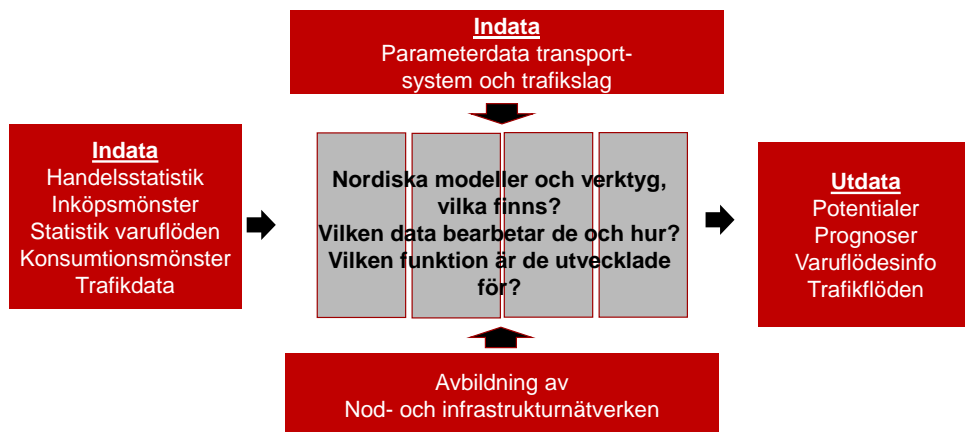 Indata
Parameterdata transport-
system och trafikslag
Indata
Handelsstatistik
Inköpsmönster
Statistik varuflöden
Konsumtionsmönster
Trafikdata
Nordiska modeller och verktyg,
vilka finns?
Vilken data bearbetar de och hur?
Vilken funktion är de utvecklade
för?
Utdata
Potentialer
Prognoser
Varuflödesinfo
Trafikflöden
Avbildning av
Nod- och infrastrukturnätverken